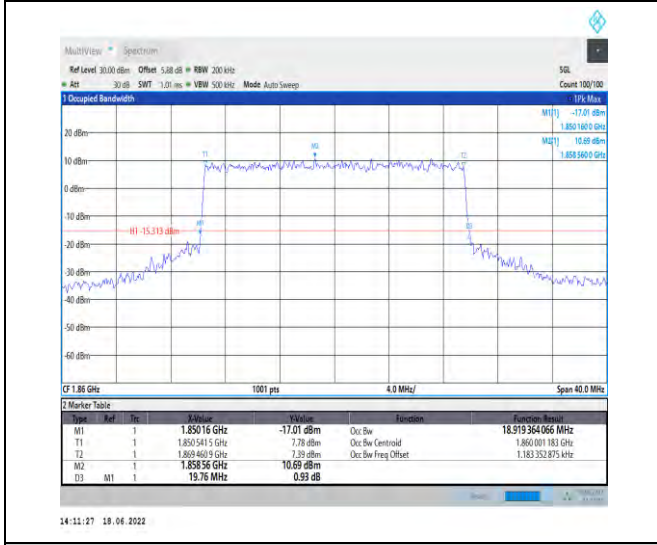 MultiView Spectrum
Ref Level 30.00 dBm Offset 5.88 dB RBW 200 kHz SGL
Att 30 dB SWT 1.01 ms VBW 500 kHz Mode Auto Sweep Count 100/100
1 Occupied Bandwidth 1Pk Max
M1[1] -17.01 dBm
1.850 160 0 GHz
20 dBm
M2[1] 10.69 dBm
1.858 560 0 GHz
T1 M2 T2
10 dBm
0 dBm
-10 dBm
M1 D3
H1 -15.313 dBm
-20 dBm
-30 dBm
-40 dBm
-50 dBm
-60 dBm
CF 1.86 GHz 1001 pts 4.0 MHz/ Span 40.0 MHz
2 Marker Table
Type Ref Trc X-Value Y-Value Function Function Result
M1 1 1.85016 GHz -17.01 dBm Occ Bw 18.919 364 066 MHz
T1 1 1.850 541 5 GHz 7.78 dBm Occ Bw Centroid 1.860 001 183 GHz
T2 1 1.869 460 9 GHz 7.39 dBm Occ Bw Freq Offset 1.183 352 875 kHz
M2 1 1.858 56 GHz 10.69 dBm
D3 M1 1 19.76 MHz 0.93 dB
14:11:27 18.06.2022